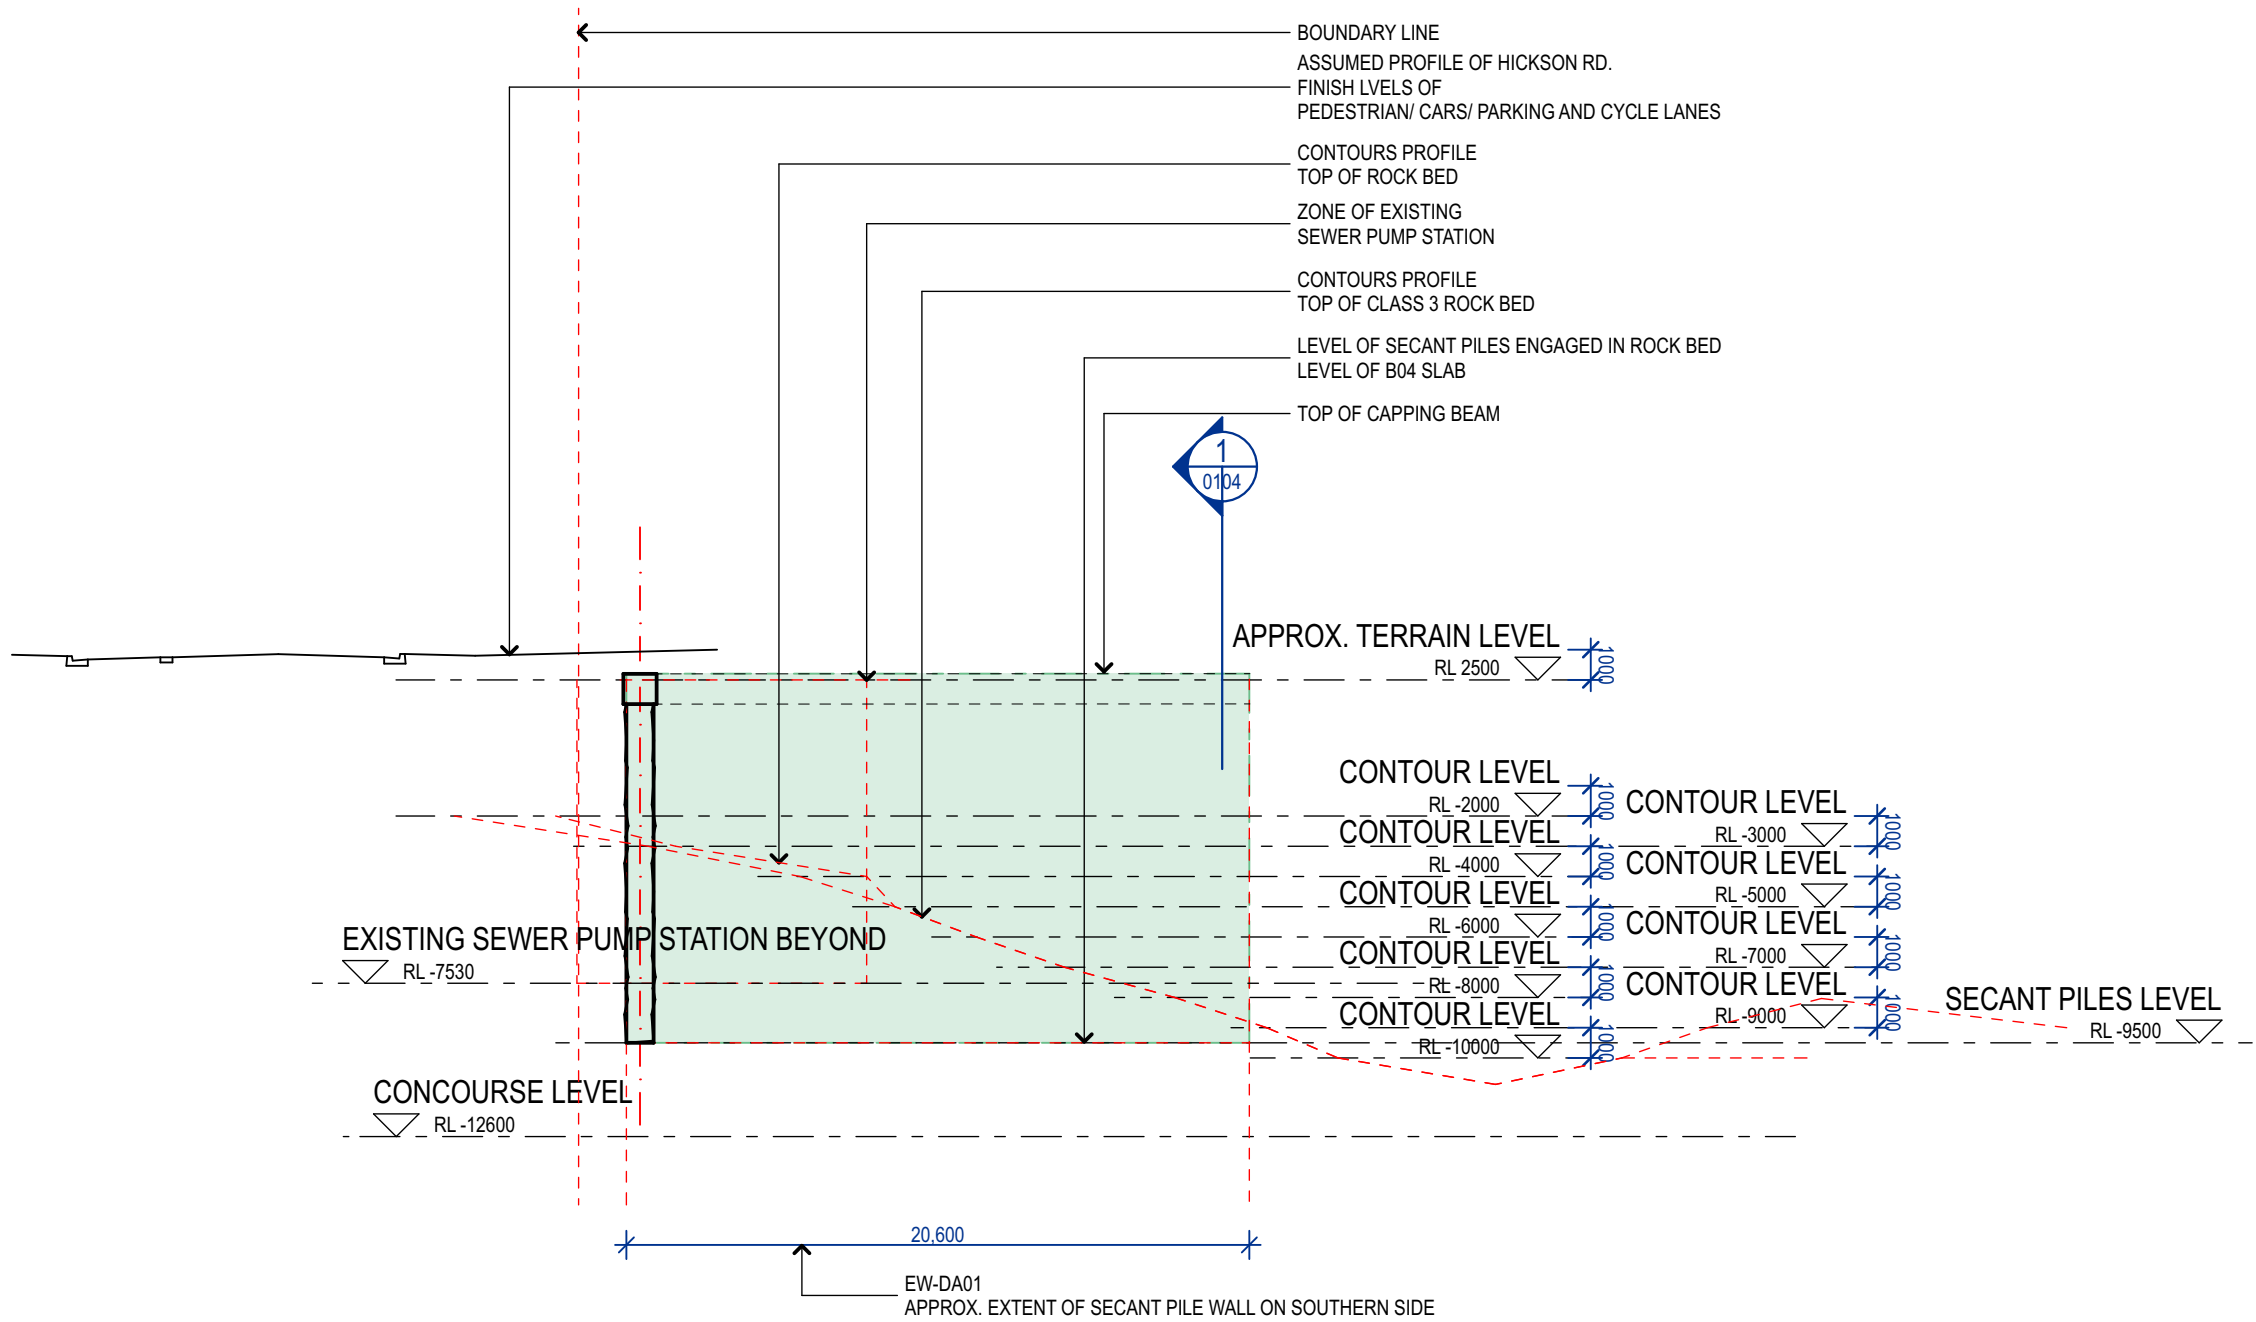 BOUNDARY LINE
ASSUMED PROFILE OF HICKSON RD.
FINISH LVELS OF
PEDESTRIAN/ CARS/ PARKING AND CYCLE LANES
CONTOURS PROFILE
TOP OF ROCK BED
ZONE OF EXISTING
SEWER PUMP STATION
CONTOURS PROFILE
TOP OF CLASS 3 ROCK BED
LEVEL OF SECANT PILES ENGAGED IN ROCK BED
LEVEL OF B04 SLAB
TOP OF CAPPING BEAM
1
0104
APPROX. TERRAIN LEVEL
RL 2500
1000
CONTOUR LEVEL
RL -2000
1000
CONTOUR LEVEL
RL -3000
1000
CONTOUR LEVEL
RL -4000
1000
CONTOUR LEVEL
RL -5000
1000
CONTOUR LEVEL
RL -6000
1000
CONTOUR LEVEL
RL -7000
1000
CONTOUR LEVEL
RL -8000
1000
CONTOUR LEVEL
RL -9000
1000
CONTOUR LEVEL
RL -10000
1000
SECANT PILES LEVEL
RL -9500
EXISTING SEWER PUMP STATION BEYOND
RL -7530
CONCOURSE LEVEL
RL -12600
20,600
EW-DA01
APPROX. EXTENT OF SECANT PILE WALL ON SOUTHERN SIDE